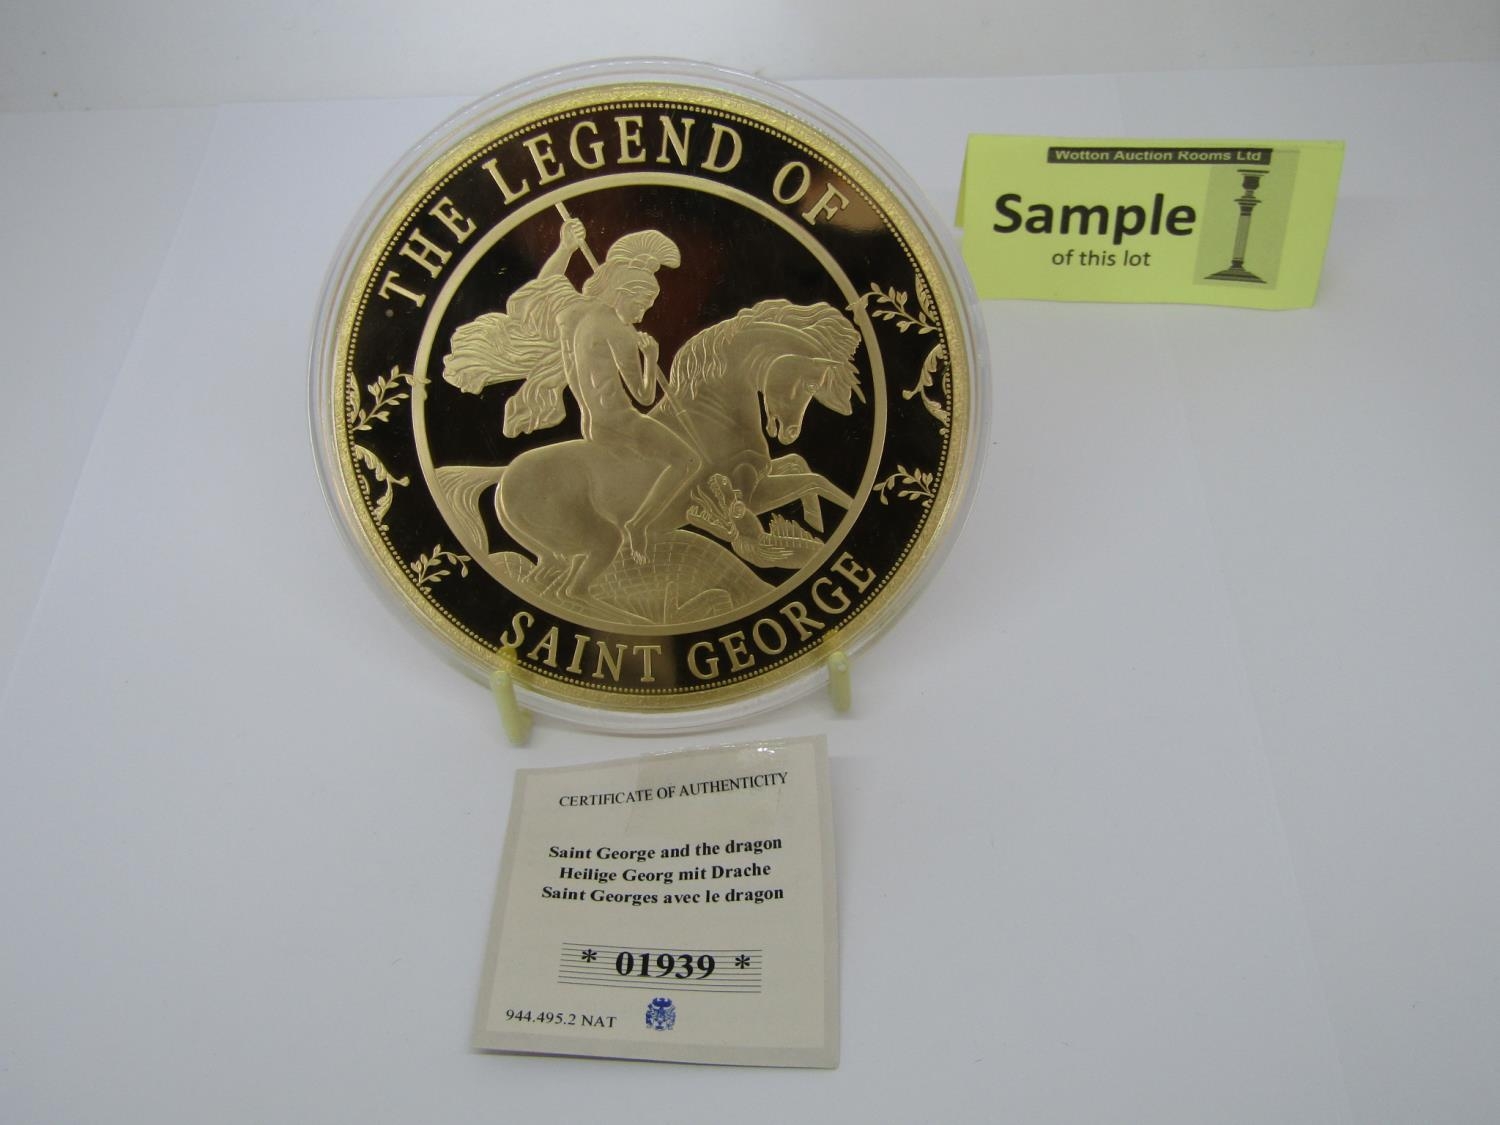 THE LEGEND OF
SAINT GEORGE
Wotton Auction Rooms Ltd
Sample
of this lot
CERTIFICATE OF AUTHENTICITY
Saint George and the dragon
Heilige Georg mit Drache
Saint Georges avec le dragon
* 01939 *
944.495.2 NAT